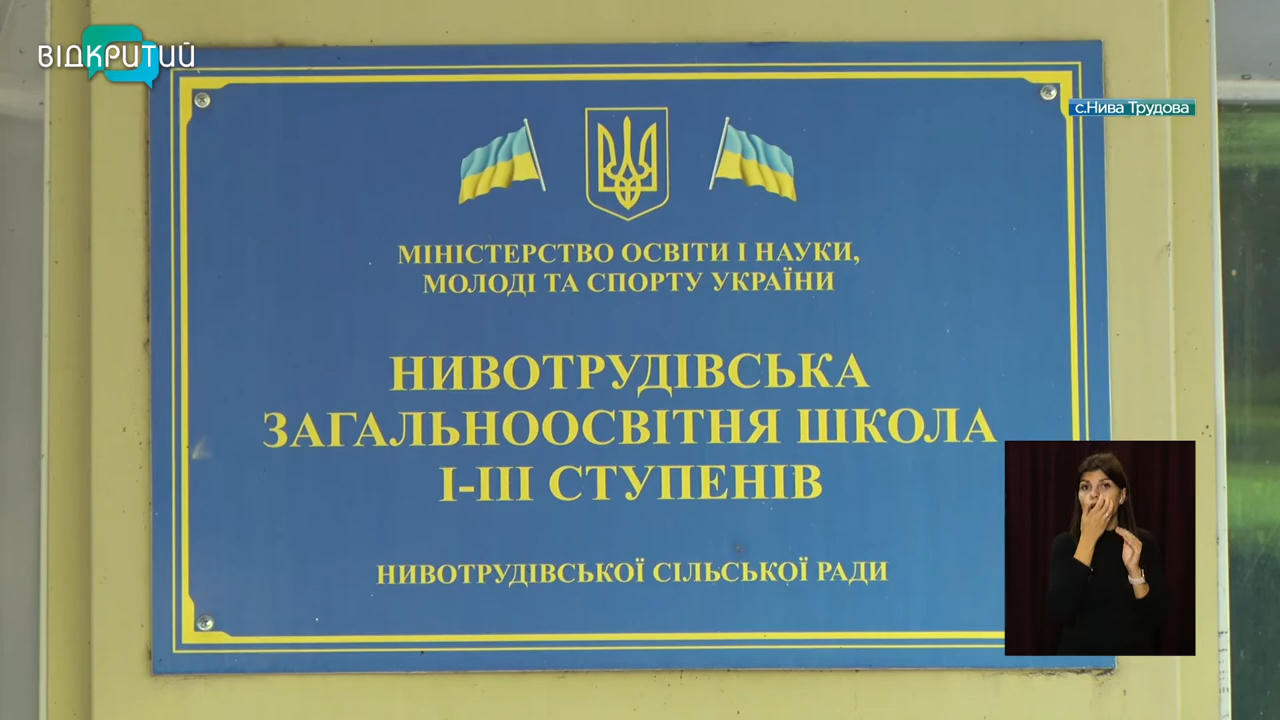 ВІДКРИТИЙ
с.Нива Трудова
МІНІСТЕРСТВО ОСВІТИ І НАУКИ,
МОЛОДІ ТА СПОРТУ УКРАЇНИ
НИВОТРУДІВСЬКА
ЗАГАЛЬНООСВІТНЯ ШКОЛА
І-ІІІ СТУПЕНІВ
НИВОТРУДІВСЬКОЇ СІЛЬСЬКОЇ РАДИ